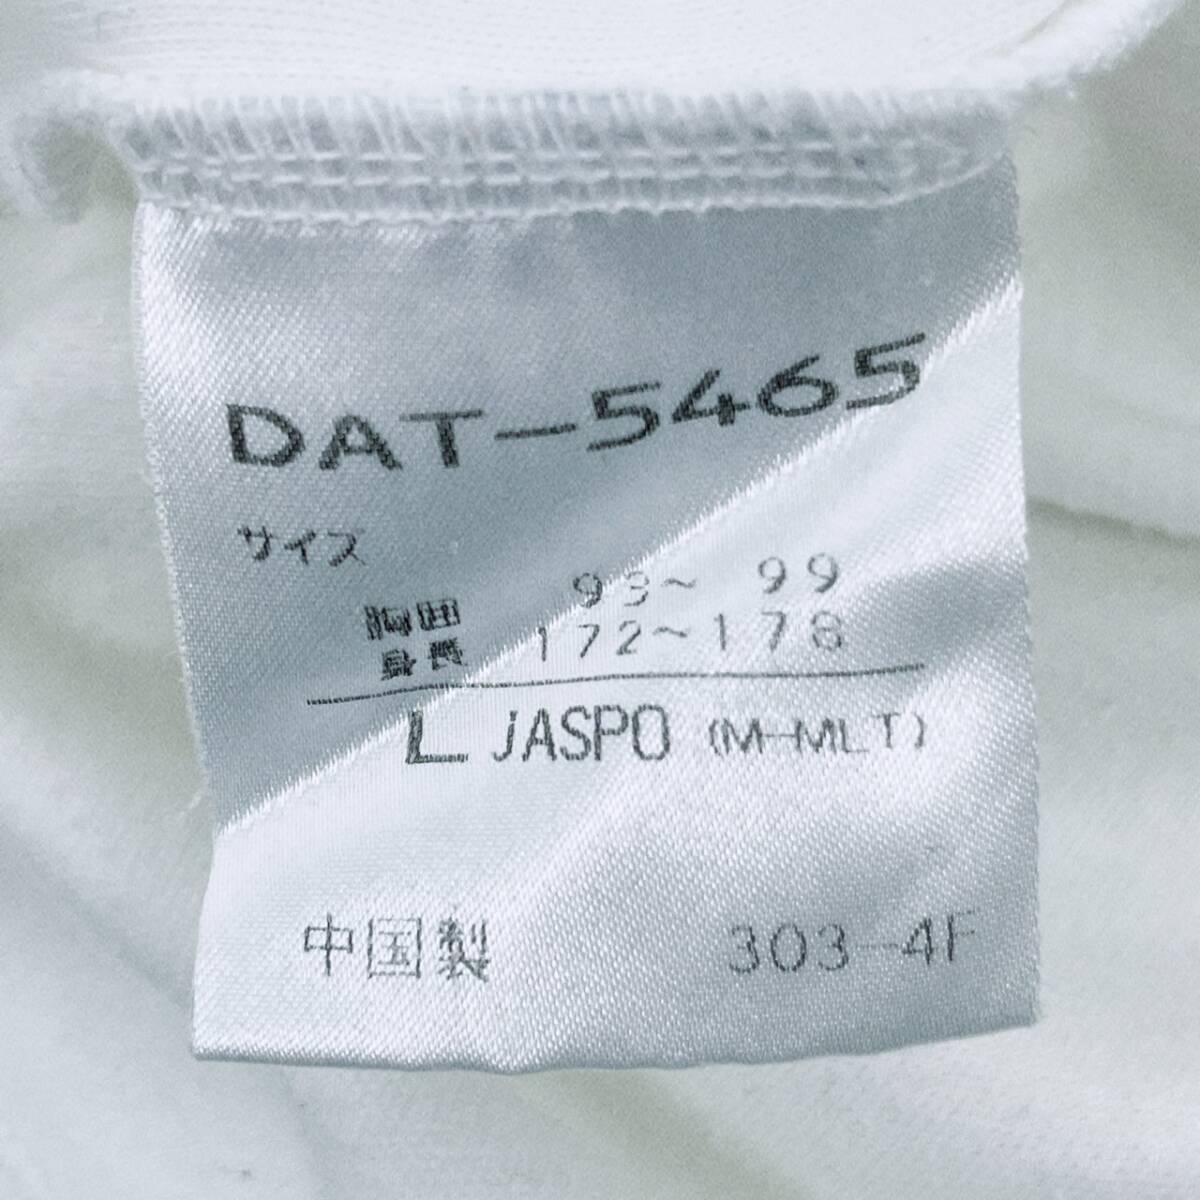 DAT-5465
サイズ
胸囲 93~ 99
身長 172~178
L JASPO (M-MLT)
中国製 303-4F